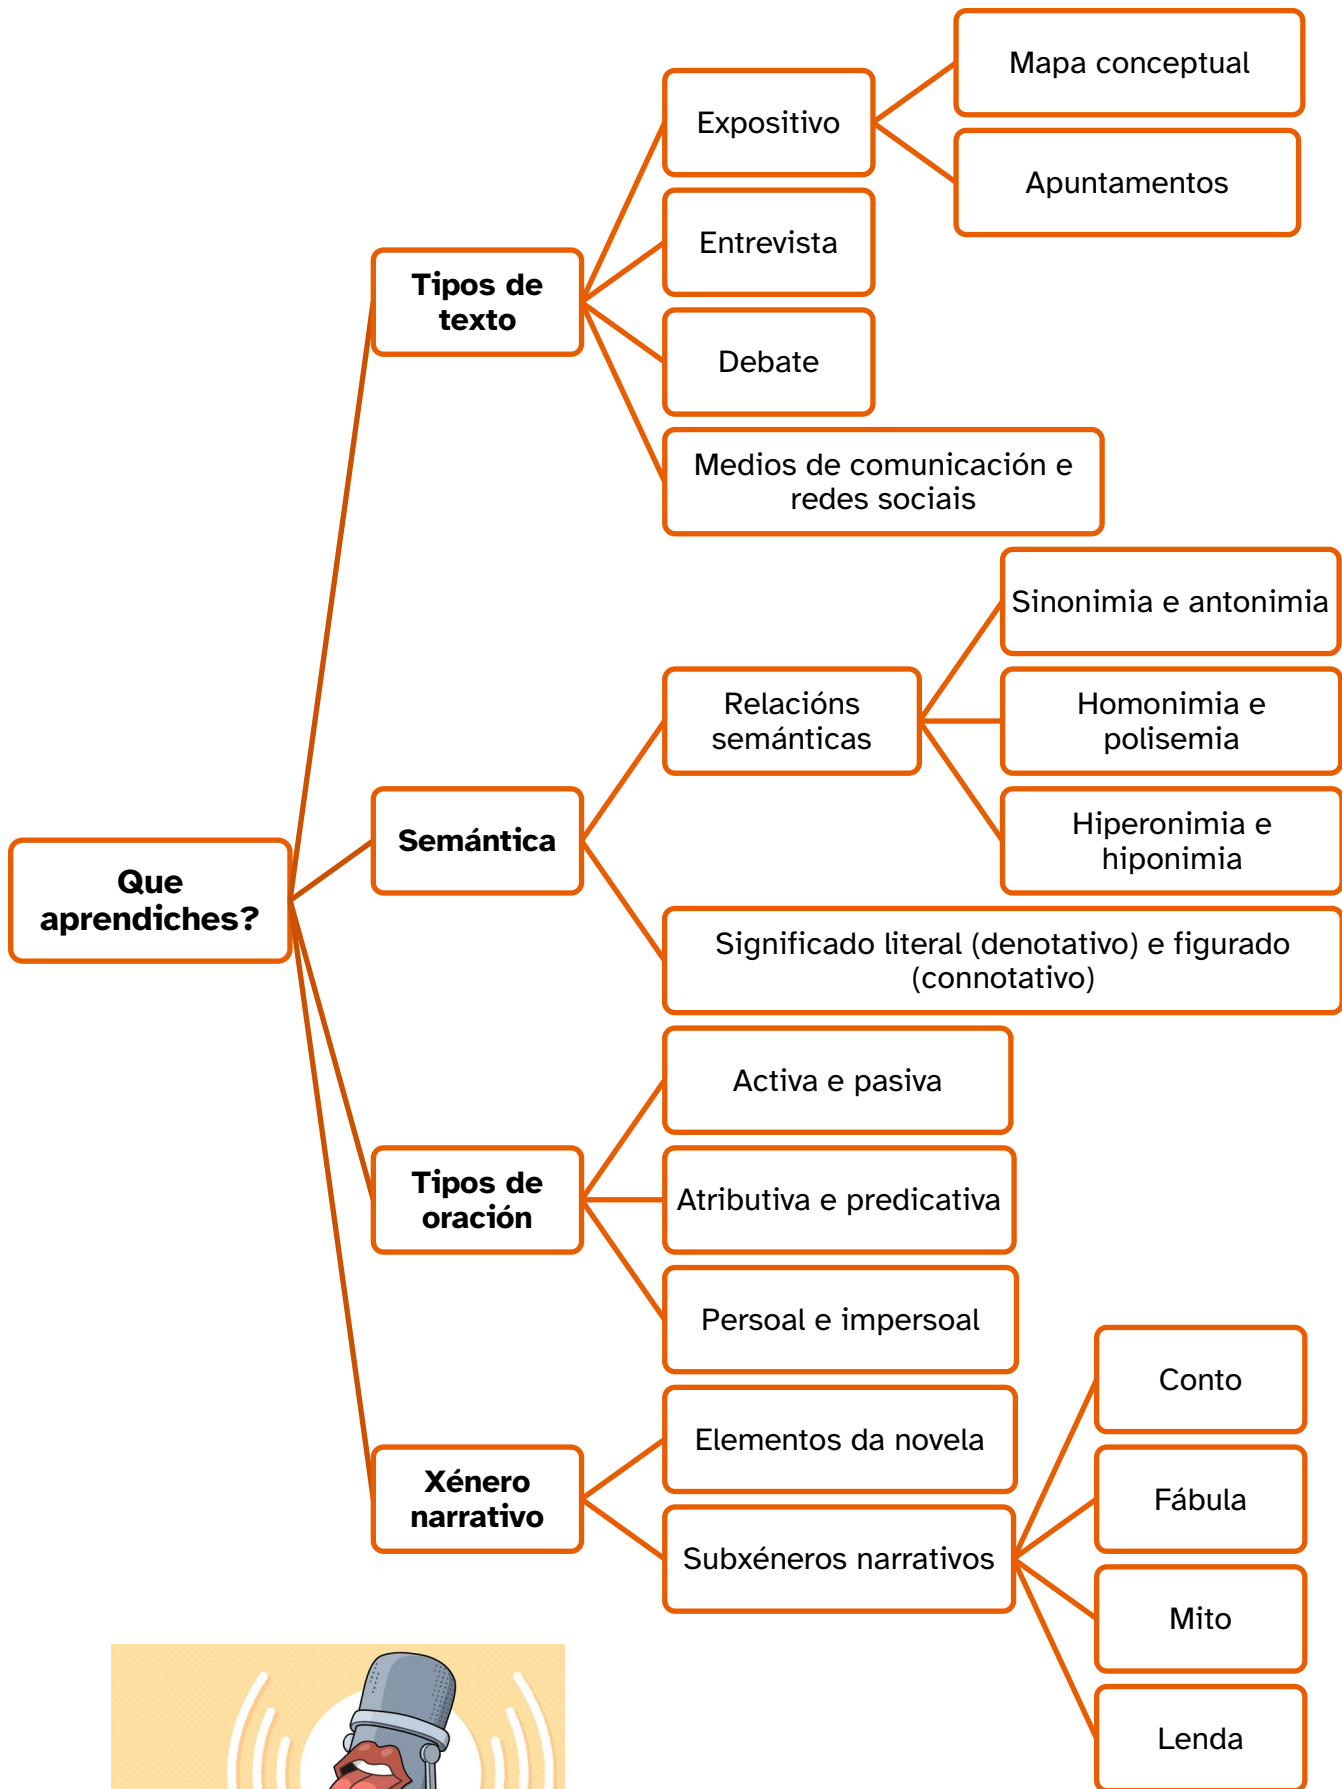 Que
aprendiches?
Tipos de
texto
Expositivo
Mapa conceptual
Apuntamentos
Entrevista
Debate
Medios de comunicación e
redes sociais
Semántica
Relacións
semánticas
Sinonimia e antonimia
Homonimia e
polisemia
Hiperonimia e
hiponimia
Significado literal (denotativo) e figurado
(connotativo)
Tipos de
oración
Activa e pasiva
Atributiva e predicativa
Persoal e impersoal
Xénero
narrativo
Elementos da novela
Subxéneros narrativos
Conto
Fábula
Mito
Lenda